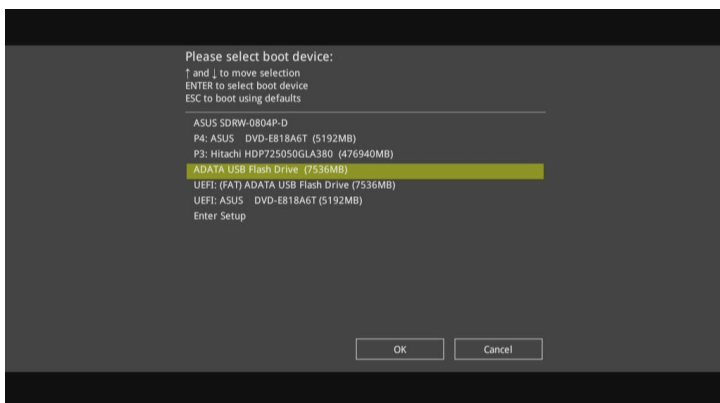 Please select boot device:
↑ and ↓ to move selection
ENTER to select boot device
ESC to boot using defaults
ASUS SDRW-0804P-D
P4: ASUS DVD-E818A6T (5192MB)
P3: Hitachi HDP725050GLA380 (476940MB)
ADATA USB Flash Drive (7536MB)
UEFI: (FAT) ADATA USB Flash Drive (7536MB)
UEFI: ASUS DVD-E818A6T (5192MB)
Enter Setup
OK Cancel